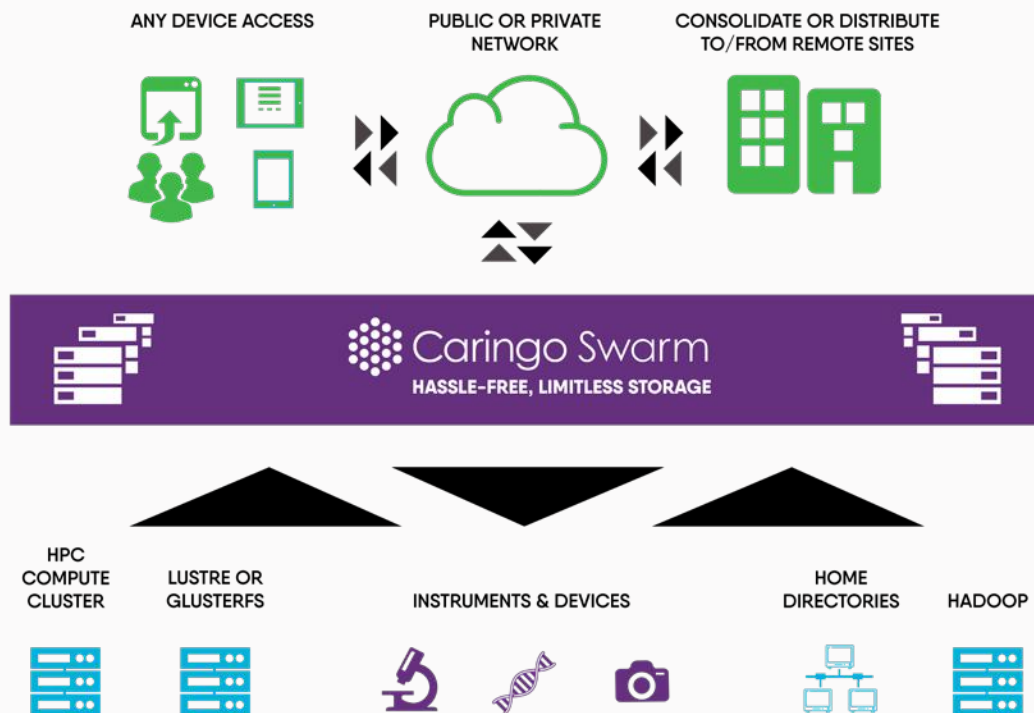 ANY DEVICE ACCESS
PUBLIC OR PRIVATE
NETWORK
CONSOLIDATE OR DISTRIBUTE
TO/FROM REMOTE SITES
Caringo Swarm
HASSLE-FREE, LIMITLESS STORAGE
HPC
COMPUTE
CLUSTER
LUSTRE OR
GLUSTERFS
INSTRUMENTS & DEVICES
HOME
DIRECTORIES
HADOOP